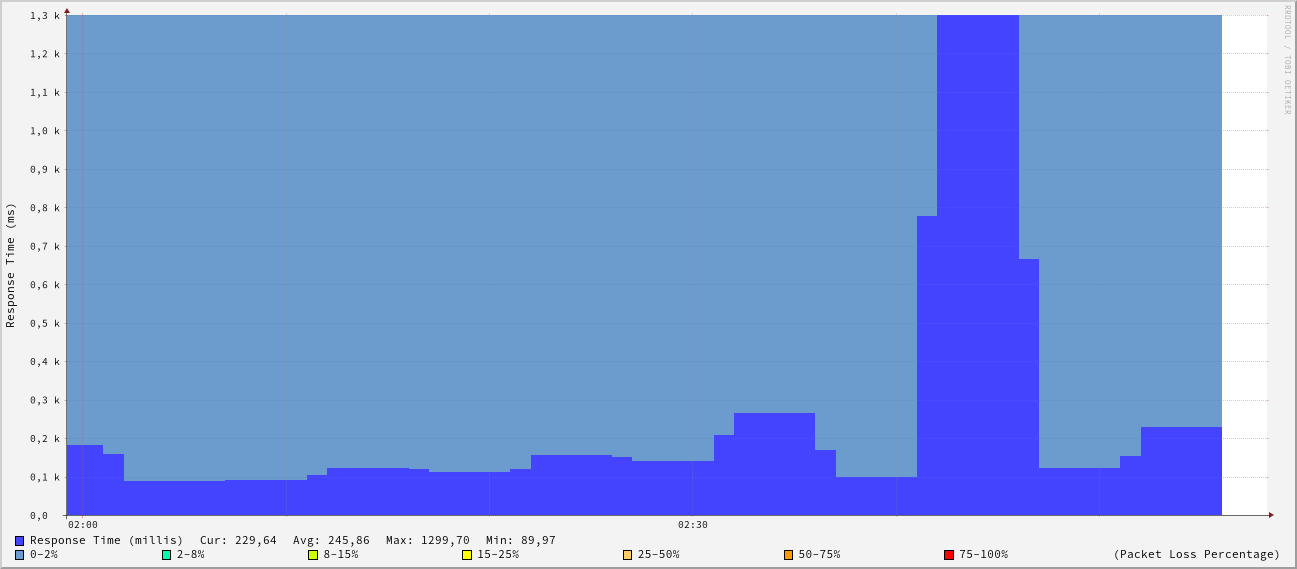 RRDTOOL / TOBI OETIKER
Response Time (ms)
1,3 k
1,2 k
1,1 k
1,0 k
0,9 k
0,8 k
0,7 k
0,6 k
0,5 k
0,4 k
0,3 k
0,2 k
0,1 k
0,0
02:00 02:30
Response Time (millis) Cur: 229,64 Avg: 245,86 Max: 1299,70 Min: 89,97
0-2% 2-8% 8-15% 15-25% 25-50% 50-75% 75-100% (Packet Loss Percentage)